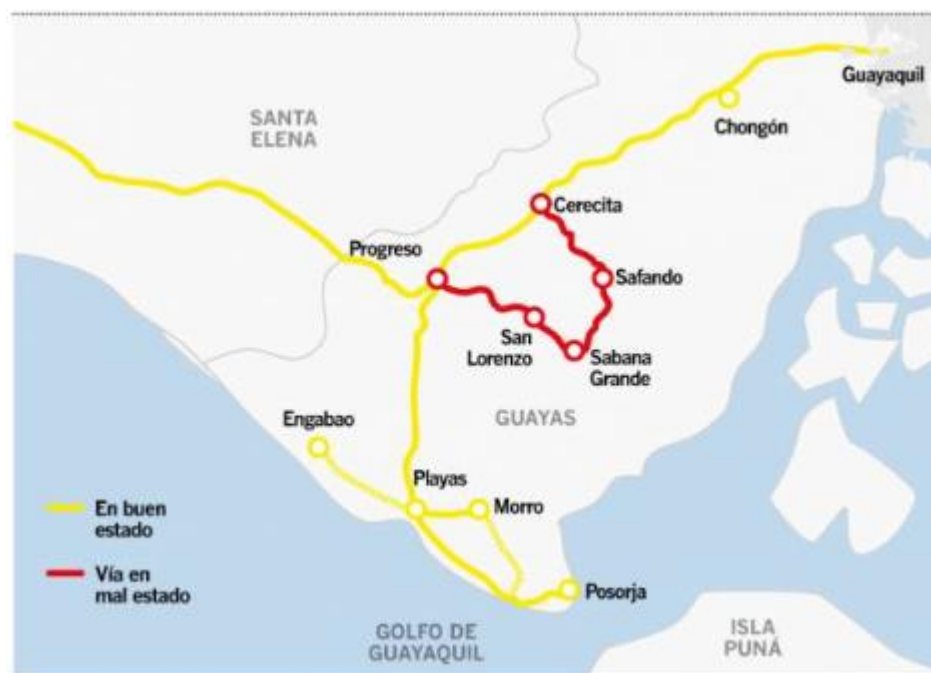 Guayaquil
Chongón
SANTA
ELENA
Cerecita
Progreso
Safando
San
Lorenzo
Sabana
Grande
GUAYAS
Engabao
Playas
Morro
En buen
estado
Vía en
mal estado
Posorja
GOLFO DE
GUAYAQUIL
ISLA
PUNÁ